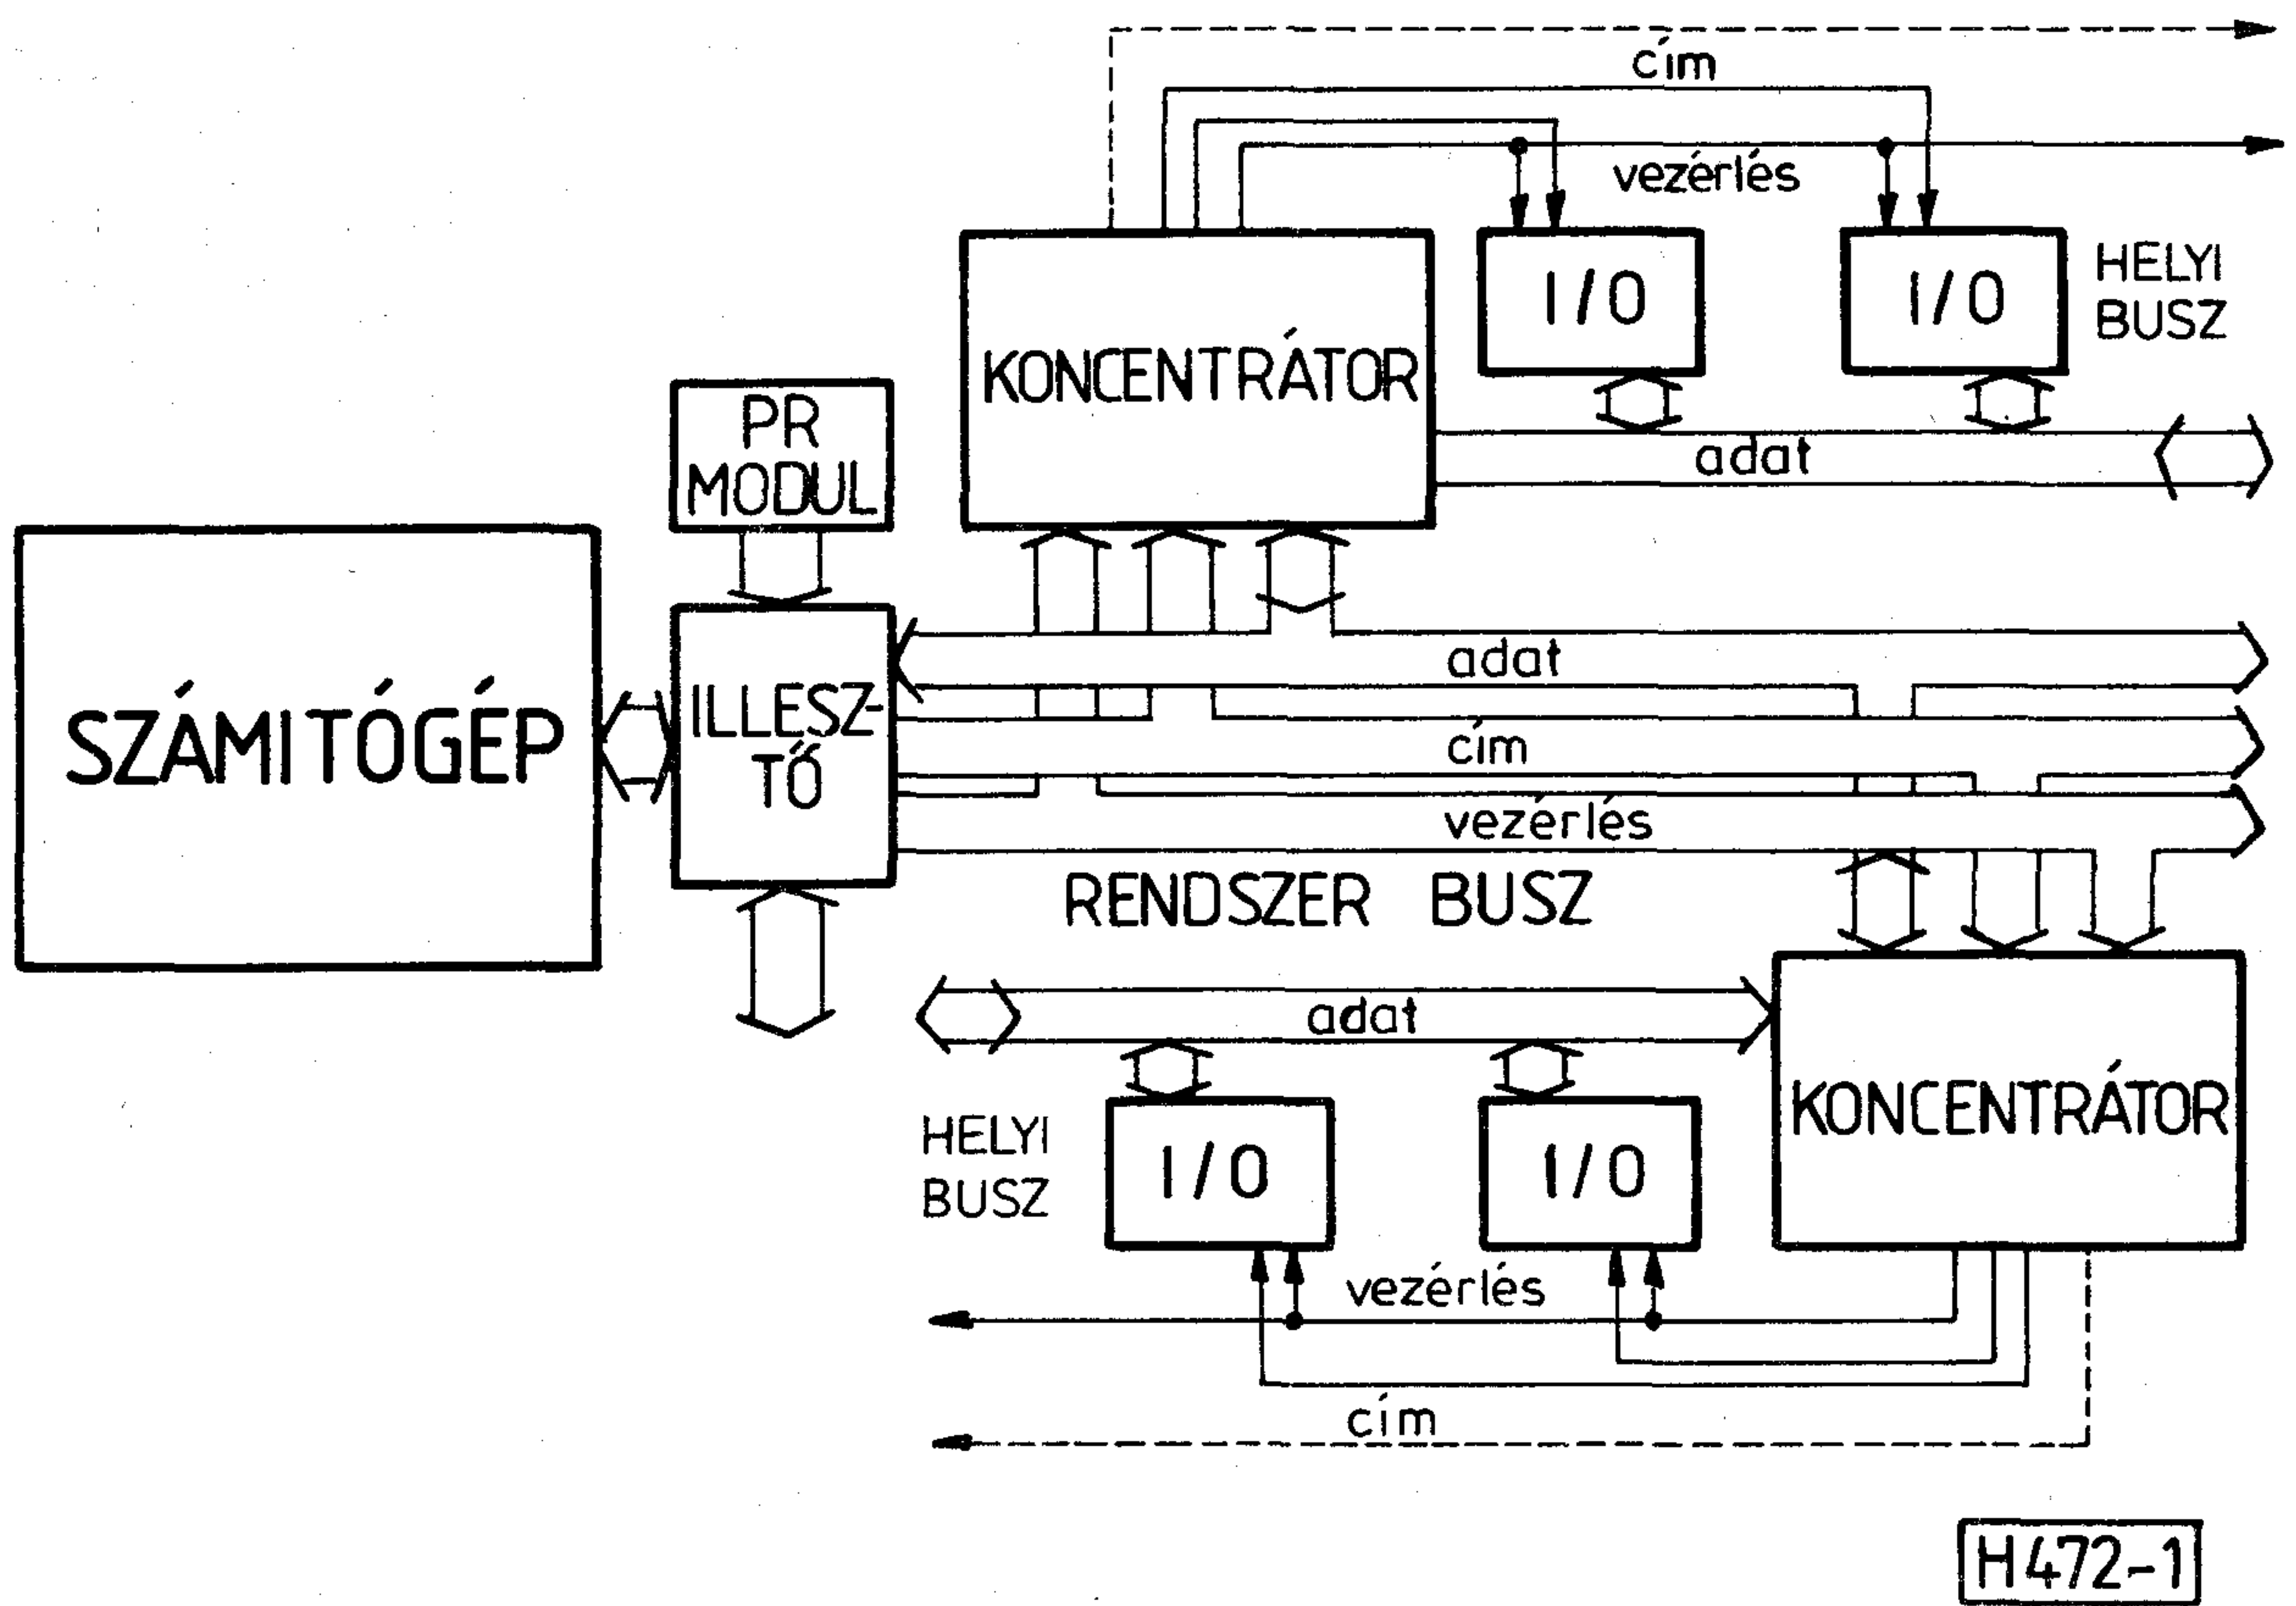 cím
vezérlés
I/O
I/O
HELYI
BUSZ
KONCENTRÁTOR
adat
PR
MODUL
SZÁMITÓGÉP
ILLESZ-
TŐ
adat
cím
vezérlés
RENDSZER BUSZ
adat
KONCENTRÁTOR
HELYI
BUSZ
I/O
I/O
vezérlés
cím
H472-1